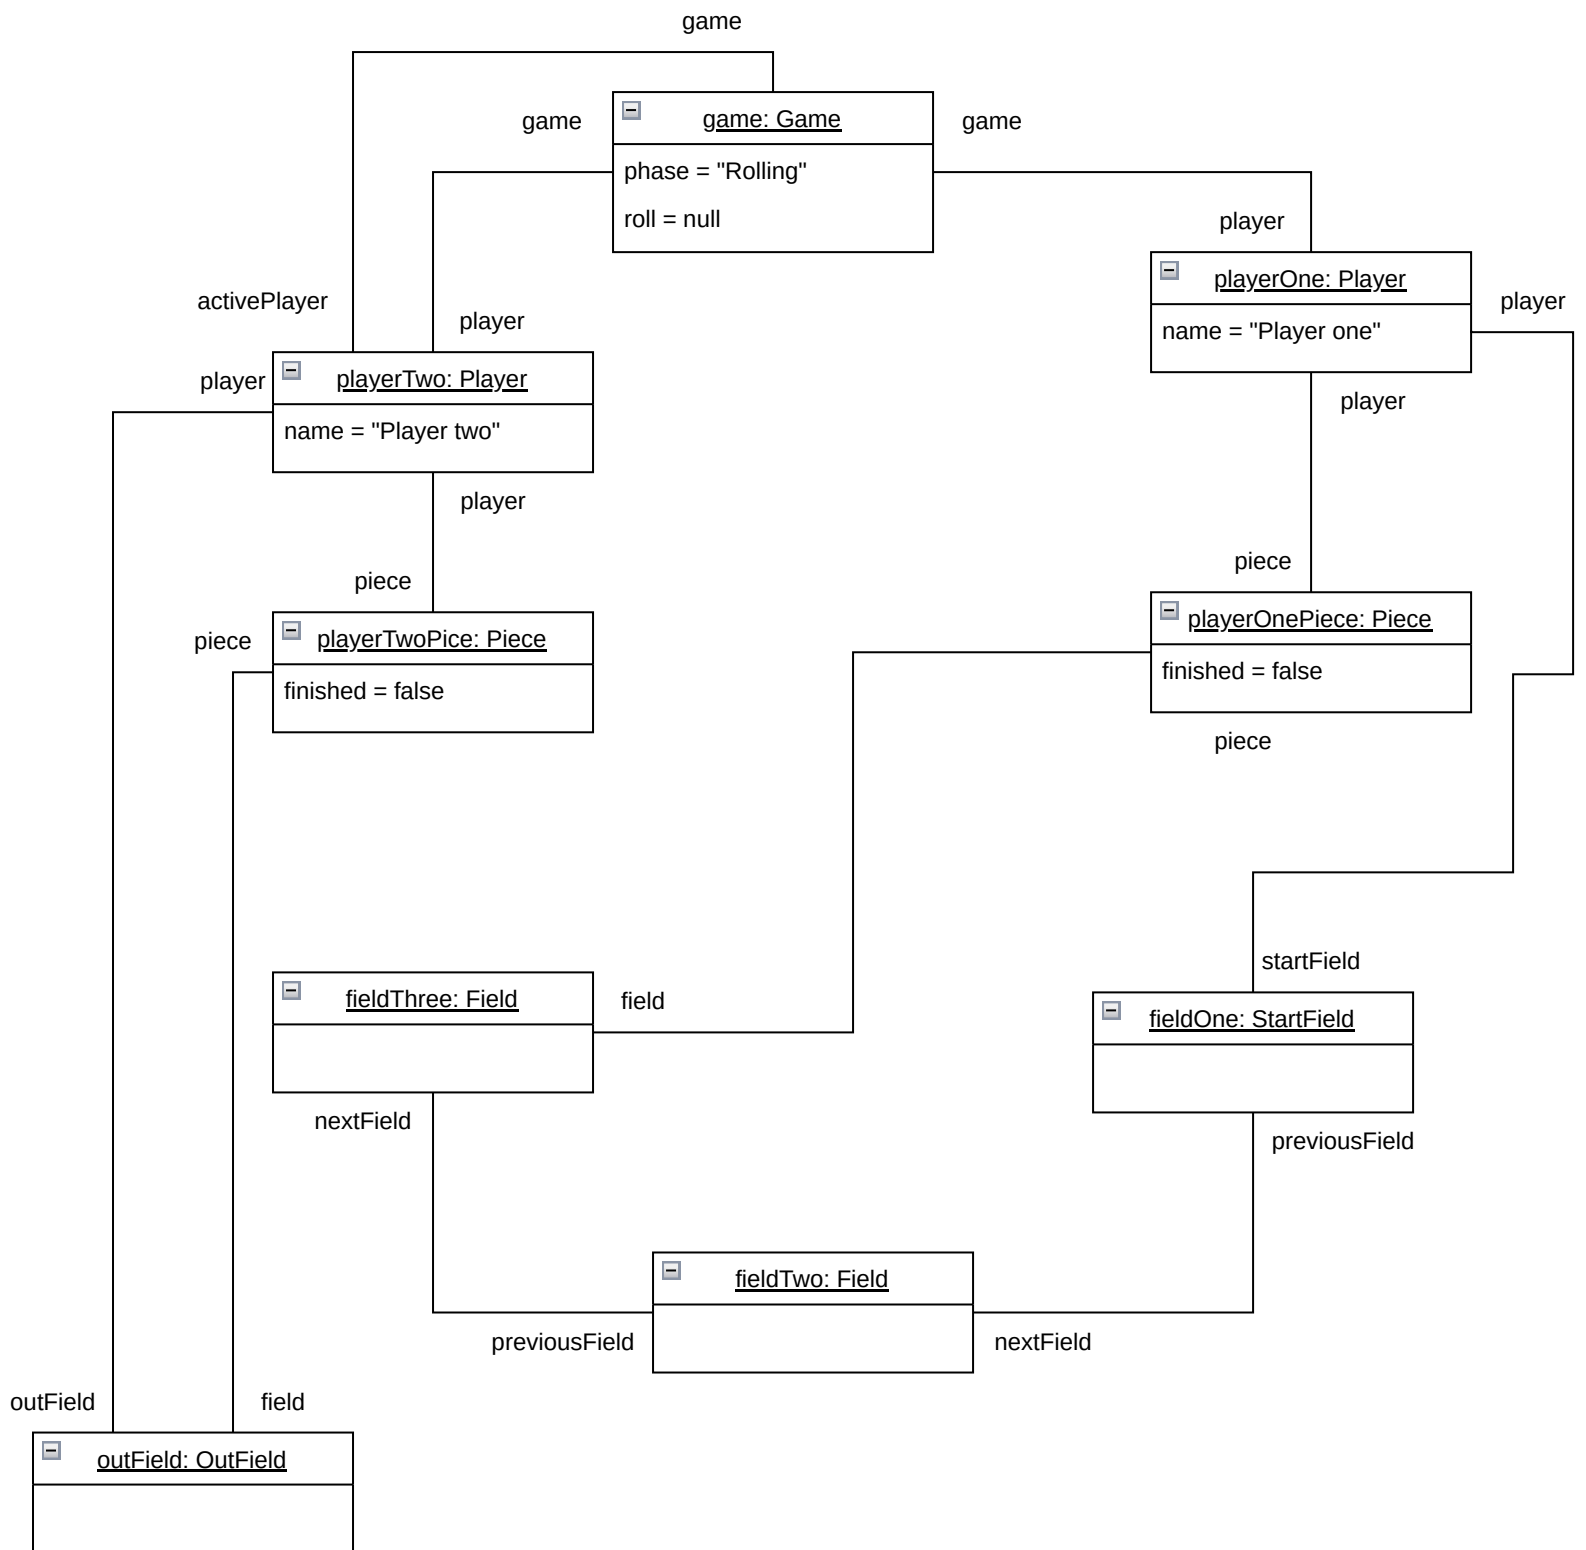 game
game
game: Game
game
phase = "Rolling"
roll = null
player
playerOne: Player
activePlayer
player
name = "Player one"
player
player
playerTwo: Player
player
name = "Player two"
player
piece
piece
playerOnePiece: Piece
piece
playerTwoPice: Piece
finished = false
finished = false
piece
startField
fieldThree: Field
field
fieldOne: StartField
nextField
previousField
fieldTwo: Field
previousField
nextField
outField
field
outField: OutField